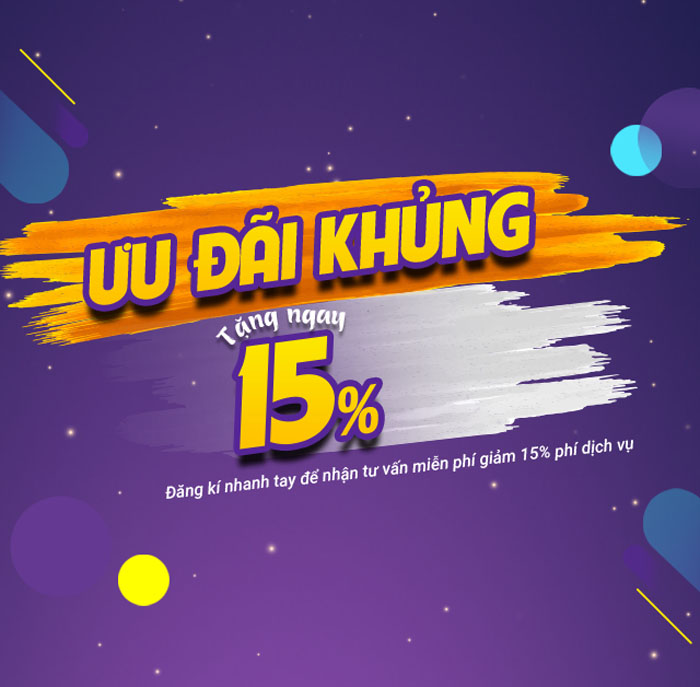 ƯU ĐÃI KHỦNG
Tặng ngay
15%
Đăng kí nhanh tay để nhận tư vấn miễn phí giảm 15% phí dịch vụ